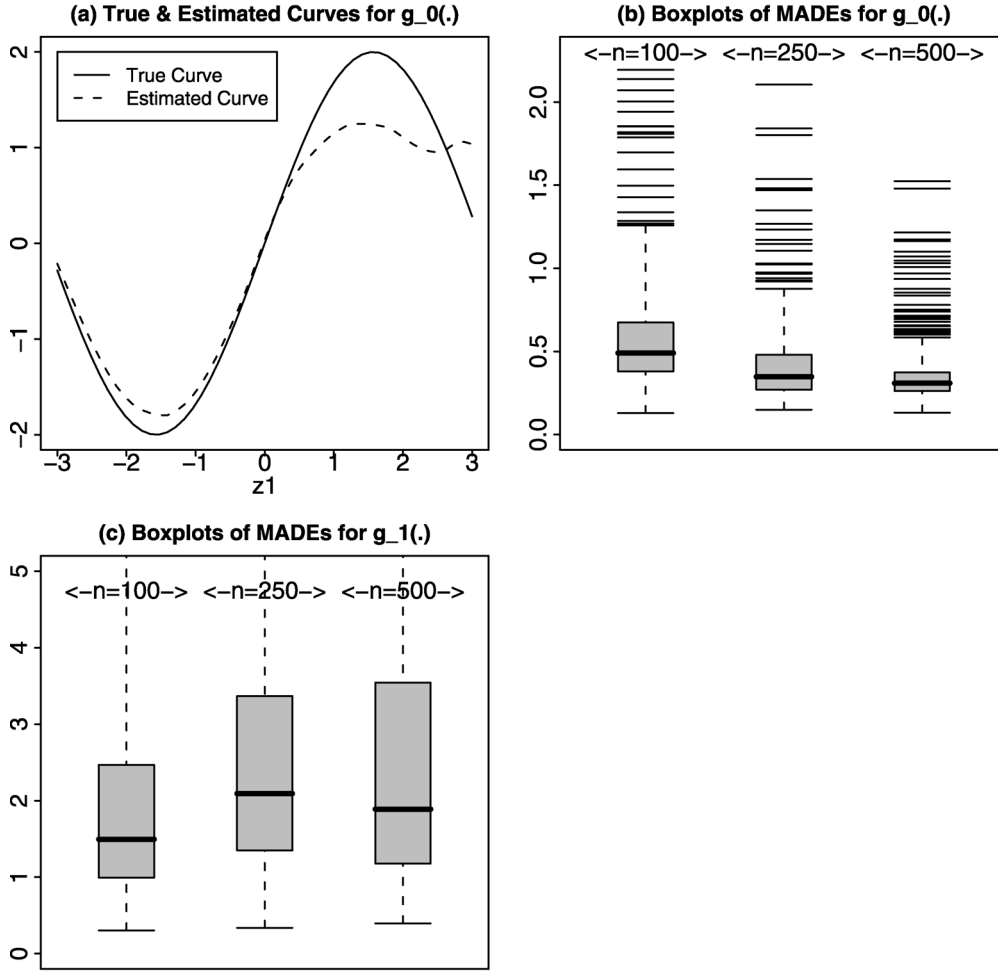 (a) True & Estimated Curves for g_0(.)
True Curve
Estimated Curve
2
1
0
−1
−2
−3 −2 −1 0 1 2 3
z1
(b) Boxplots of MADEs for g_0(.)
<−n=100−> <−n=250−> <−n=500−>
2.0
1.5
1.0
0.5
0.0
(c) Boxplots of MADEs for g_1(.)
<−n=100−> <−n=250−> <−n=500−>
5
4
3
2
1
0